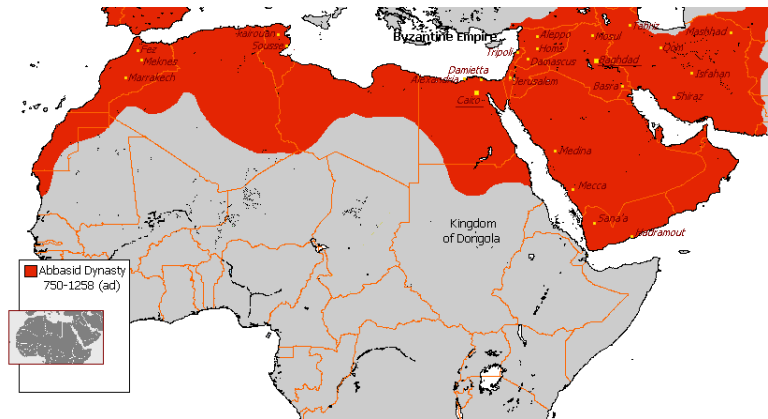 Byzantine Empire
kairouan
Sousse
Fez
Meknes
Marrakech
Tripoli
Aleppo
Homs
Damascus
Mosul
Tabriz
Qom
Mashhad
Baghdad
Isfahan
Damietta
Alexandria
Jerusalem
Cairo
Basra
Shiraz
Medina
Mecca
Sana'a
Hadramout
Kingdom
of Dongola
Abbasid Dynasty
750-1258 (ad)